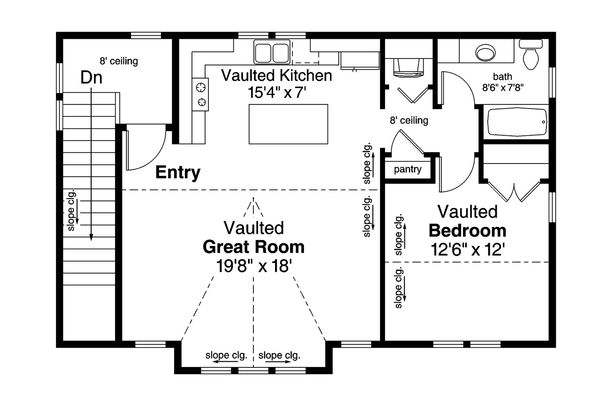 8' ceiling
Dn
Vaulted Kitchen
15'4" x 7'
bath
8'6" x 7'8"
8' ceiling
pantry
Entry
slope clg.
slope clg.
slope clg.
Vaulted
Great Room
19'8" x 18'
Vaulted
Bedroom
12'6" x 12'
slope clg.
slope clg.
slope clg. slope clg.